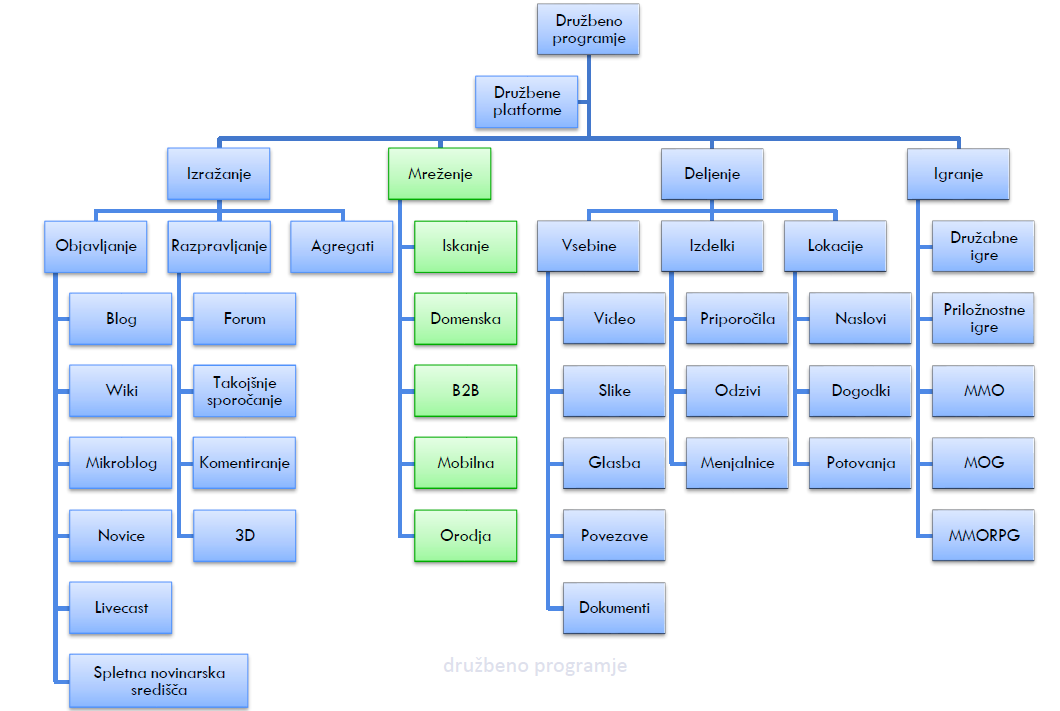 Družbeno
programje
Družbene
platforme
Izražanje
Mreženje
Deljenje
Igranje
Objavljanje
Razpravljanje
Agregati
Iskanje
Vsebine
Izdelki
Lokacije
Družabne
igre
Blog
Forum
Domenska
Video
Priporočila
Naslovi
Priložnostne
igre
Wiki
Takojšnje
sporočanje
B2B
Slike
Odzivi
Dogodki
MMO
Mikroblog
Komentiranje
Mobilna
Glasba
Menjalnice
Potovanja
MOG
Novice
3D
Orodja
Povezave
MMORPG
Livecast
Dokumenti
Spletna novinarska
središča
družbeno programje